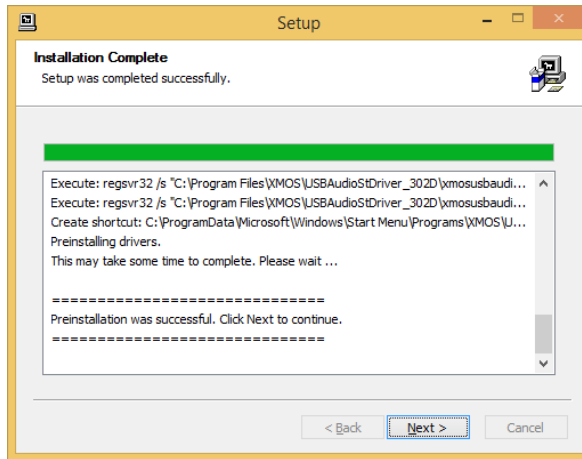 Setup
Installation Complete
Setup was completed successfully.
Execute: regsvr32 /s "C:\Program Files\XMOS\USBAudioStDriver_302D\xmosusbaudi...
Execute: regsvr32 /s "C:\Program Files\XMOS\USBAudioStDriver_302D\xmosusbaudi...
Create shortcut: C:\ProgramData\Microsoft\Windows\Start Menu\Programs\XMOS\U...
Preinstalling drivers.
This may take some time to complete. Please wait ...
==============================
Preinstallation was successful. Click Next to continue.
==============================
< Back Next > Cancel